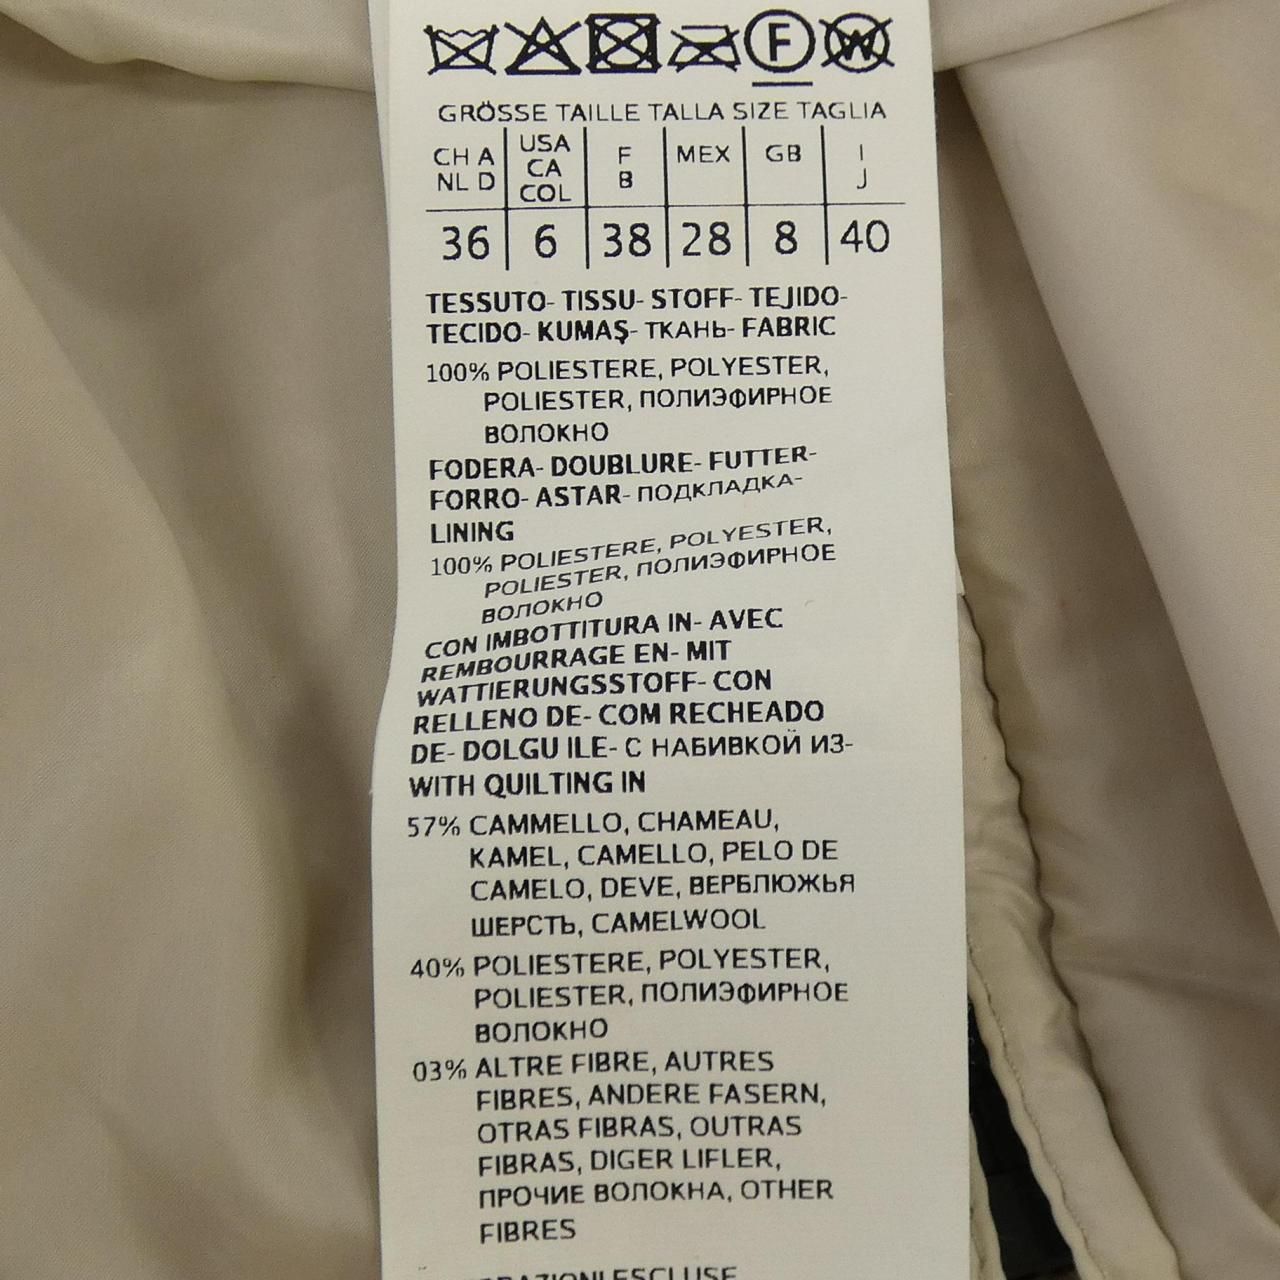 F W
GRÖSSE TAILLE TALLA SIZE TAGLIA
CH A NL D USA CA COL F B MEX GB I J
36 6 38 28 8 40
TESSUTO- TISSU- STOFF- TEJIDO-
TECIDO- KUMAŞ- ТКАНЬ- FABRIC
100% POLIESTERE, POLYESTER,
POLIESTER, ПОЛИЭФИРНОЕ
ВОЛОКНО
FODERA- DOUBLURE- FUTTER-
FORRO- ASTAR- ПОДКЛАДКА-
LINING
100% POLIESTERE, POLYESTER,
POLIESTER, ПОЛИЭФИРНОЕ
ВОЛОКНО
CON IMBOTTITURA IN- AVEC
REMBOURRAGE EN- MIT
WATTIERUNGSSTOFF- CON
RELLENO DE- COM RECHEADO
DE- DOLGU ILE- С НАБИВКОЙ ИЗ-
WITH QUILTING IN
57% CAMMELLO, CHAMEAU,
KAMEL, CAMELLO, PELO DE
CAMELO, DEVE, ВЕРБЛЮЖЬЯ
ШЕРСТЬ, CAMELWOOL
40% POLIESTERE, POLYESTER,
POLIESTER, ПОЛИЭФИРНОЕ
ВОЛОКНО
03% ALTRE FIBRE, AUTRES
FIBRES, ANDERE FASERN,
OTRAS FIBRAS, OUTRAS
FIBRAS, DIGER LIFLER,
ПРОЧИЕ ВОЛОКНА, OTHER
FIBRES
ESCLUSE